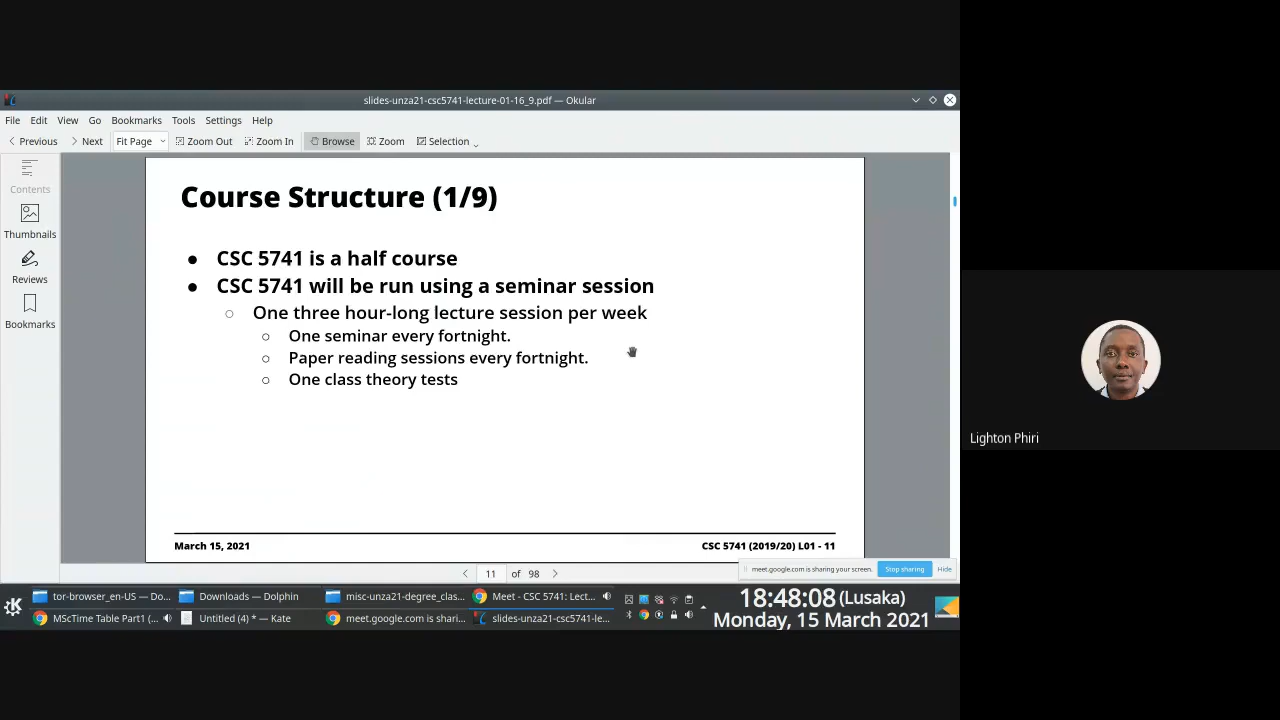 slides-unza21-csc5741-lecture-01-16_9.pdf — Okular
File Edit View Go Bookmarks Tools Settings Help
Previous Next Fit Page Zoom Out Zoom In Browse Zoom Selection
Contents
Thumbnails
Reviews
Bookmarks
Course Structure (1/9)
● CSC 5741 is a half course
● CSC 5741 will be run using a seminar session
○ One three hour-long lecture session per week
○ One seminar every fortnight.
○ Paper reading sessions every fortnight.
○ One class theory tests
March 15, 2021 CSC 5741 (2019/20) L01 - 11
11 of 98
meet.google.com is sharing your screen. Stop sharing Hide
Lighton Phiri
tor-browser_en-US — Do... Downloads — Dolphin misc-unza21-degree_clas... Meet - CSC 5741: Lect...
MScTime Table Part1 (... Untitled (4) * — Kate meet.google.com is shari... slides-unza21-csc5741-le...
18:48:08 (Lusaka)
Monday, 15 March 2021